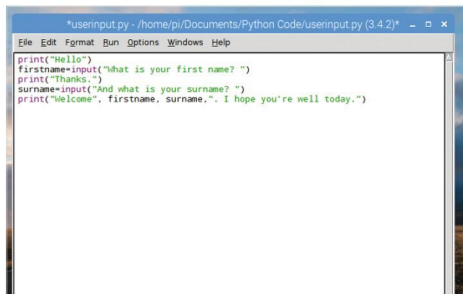 *userinput.py - /home/pi/Documents/Python Code/userinput.py (3.4.2)*
File Edit Format Run Options Windows Help
print("Hello")
firstname=input("What is your first name? ")
print("Thanks.")
surname=input("And what is your surname? ")
print("Welcome", firstname, surname,". I hope you're well today.")